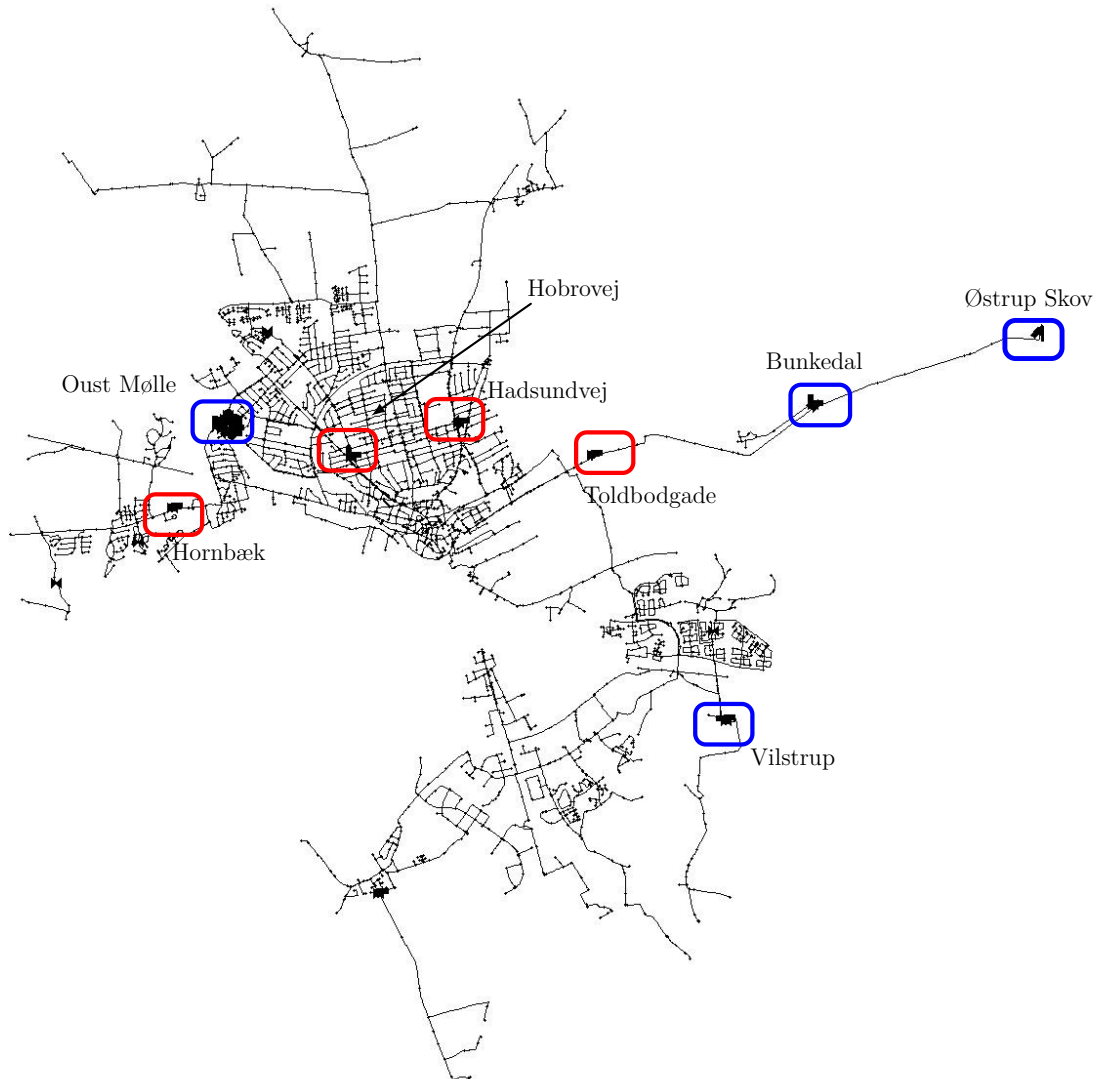 Hobrovej
Østrup Skov
Bunkedal
Oust Mølle
Hadsundvej
Toldbodgade
Hornbæk
Vilstrup